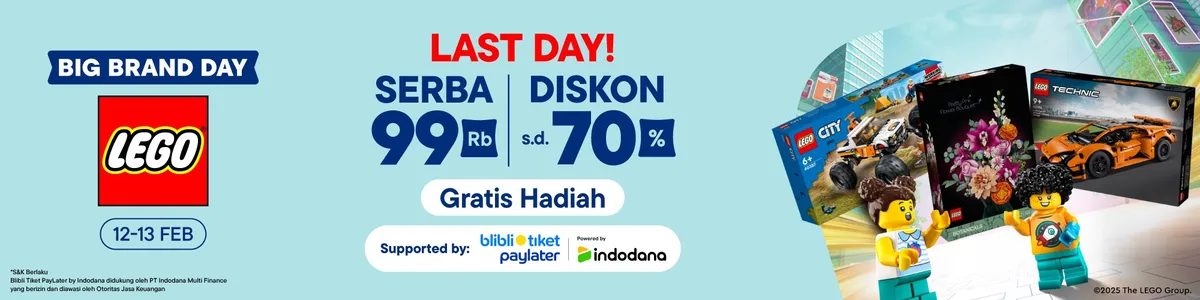 BIG BRAND DAY
LEGO
12-13 FEB
*S&K Berlaku
Blibli Tiket PayLater by Indodana didukung oleh PT Indodana Multi Finance
yang berizin dan diawasi oleh Otoritas Jasa Keuangan
LAST DAY!
SERBA
99 Rb
DISKON
s.d. 70 %
Gratis Hadiah
Supported by:
blibli tiket
paylater
Powered by
indodana
LEGO
CITY
6+
LEGO
BOTANICALS
LEGO
TECHNIC
9+
©2025 The LEGO Group.